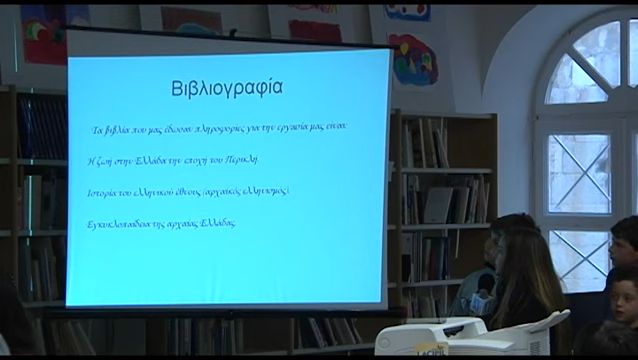 Βιβλιογραφία
Τα βιβλία που μας έδωσαν πληροφορίες για την εργασία μας είναι:
Η ζωή στην Ελλάδα την εποχή του Περικλή.
Ιστορία του ελληνικού έθνους (αρχαϊκός ελληνισμός)
Εγκυκλοπαίδεια της αρχαίας Ελλάδας.